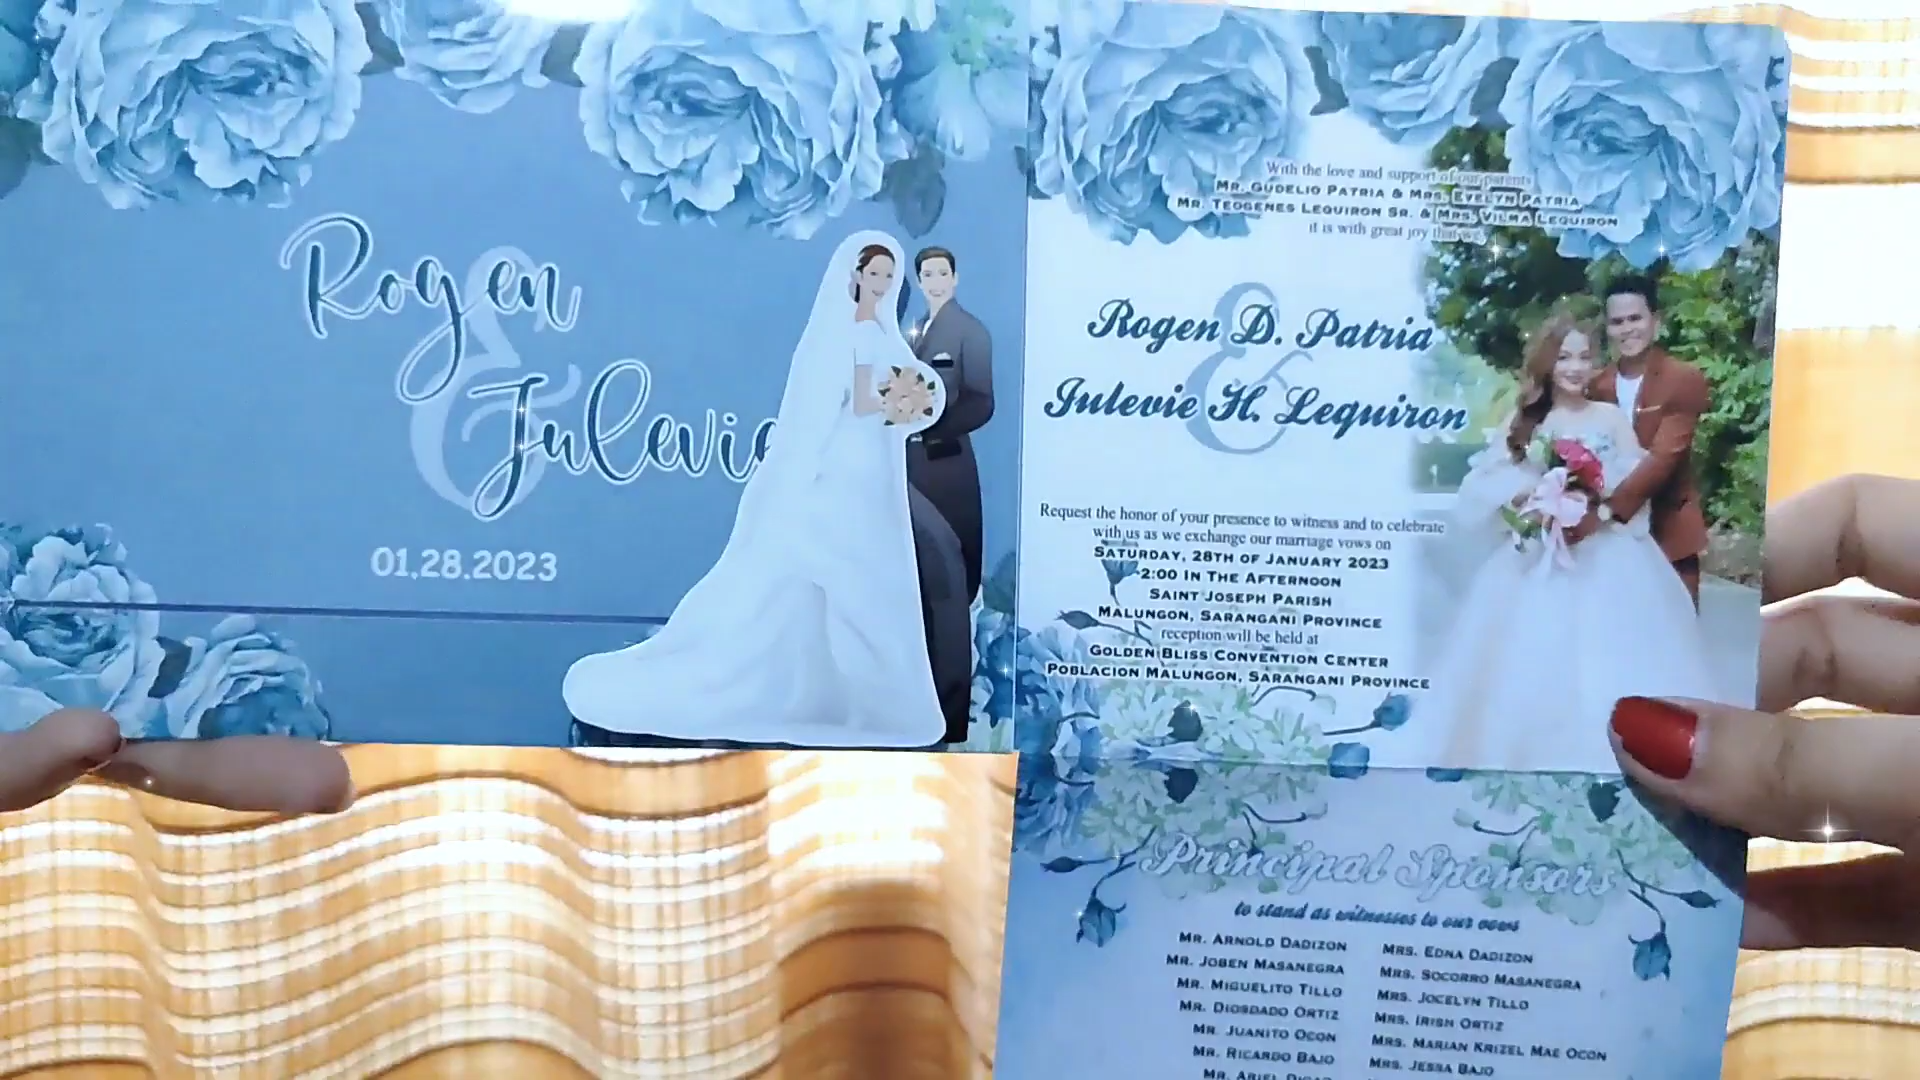 Rogen
&
Julevie
01.28.2023
With the love and support of our parents
MR. GUDELIO PATRIA & MRS. EVELYN PATRIA
MR. TEOGENES LEQUIRON SR. & MRS. VILMA LEQUIRON
it is with great joy that we,
Rogen D. Patria
&
Julevie H. Lequiron
Request the honor of your presence to witness and to celebrate
with us as we exchange our marriage vows on
SATURDAY, 28TH OF JANUARY 2023
2:00 IN THE AFTERNOON
SAINT JOSEPH PARISH
MALUNGON, SARANGANI PROVINCE
reception will be held at
GOLDEN BLISS CONVENTION CENTER
POBLACION MALUNGON, SARANGANI PROVINCE
Principal Sponsors
to stand as witnesses to our vows
MR. ARNOLD DADIZON MRS. EDNA DADIZON
MR. JOBEN MASANEGRA MRS. SOCORRO MASANEGRA
MR. MIGUELITO TILLO MRS. JOCELYN TILLO
MR. DIOSDADO ORTIZ MRS. IRISH ORTIZ
MR. JUANITO OCON MRS. MARIAN KRIZEL MAE OCON
MR. RICARDO BAJO MRS. JESSA BAJO
MR. ARIEL